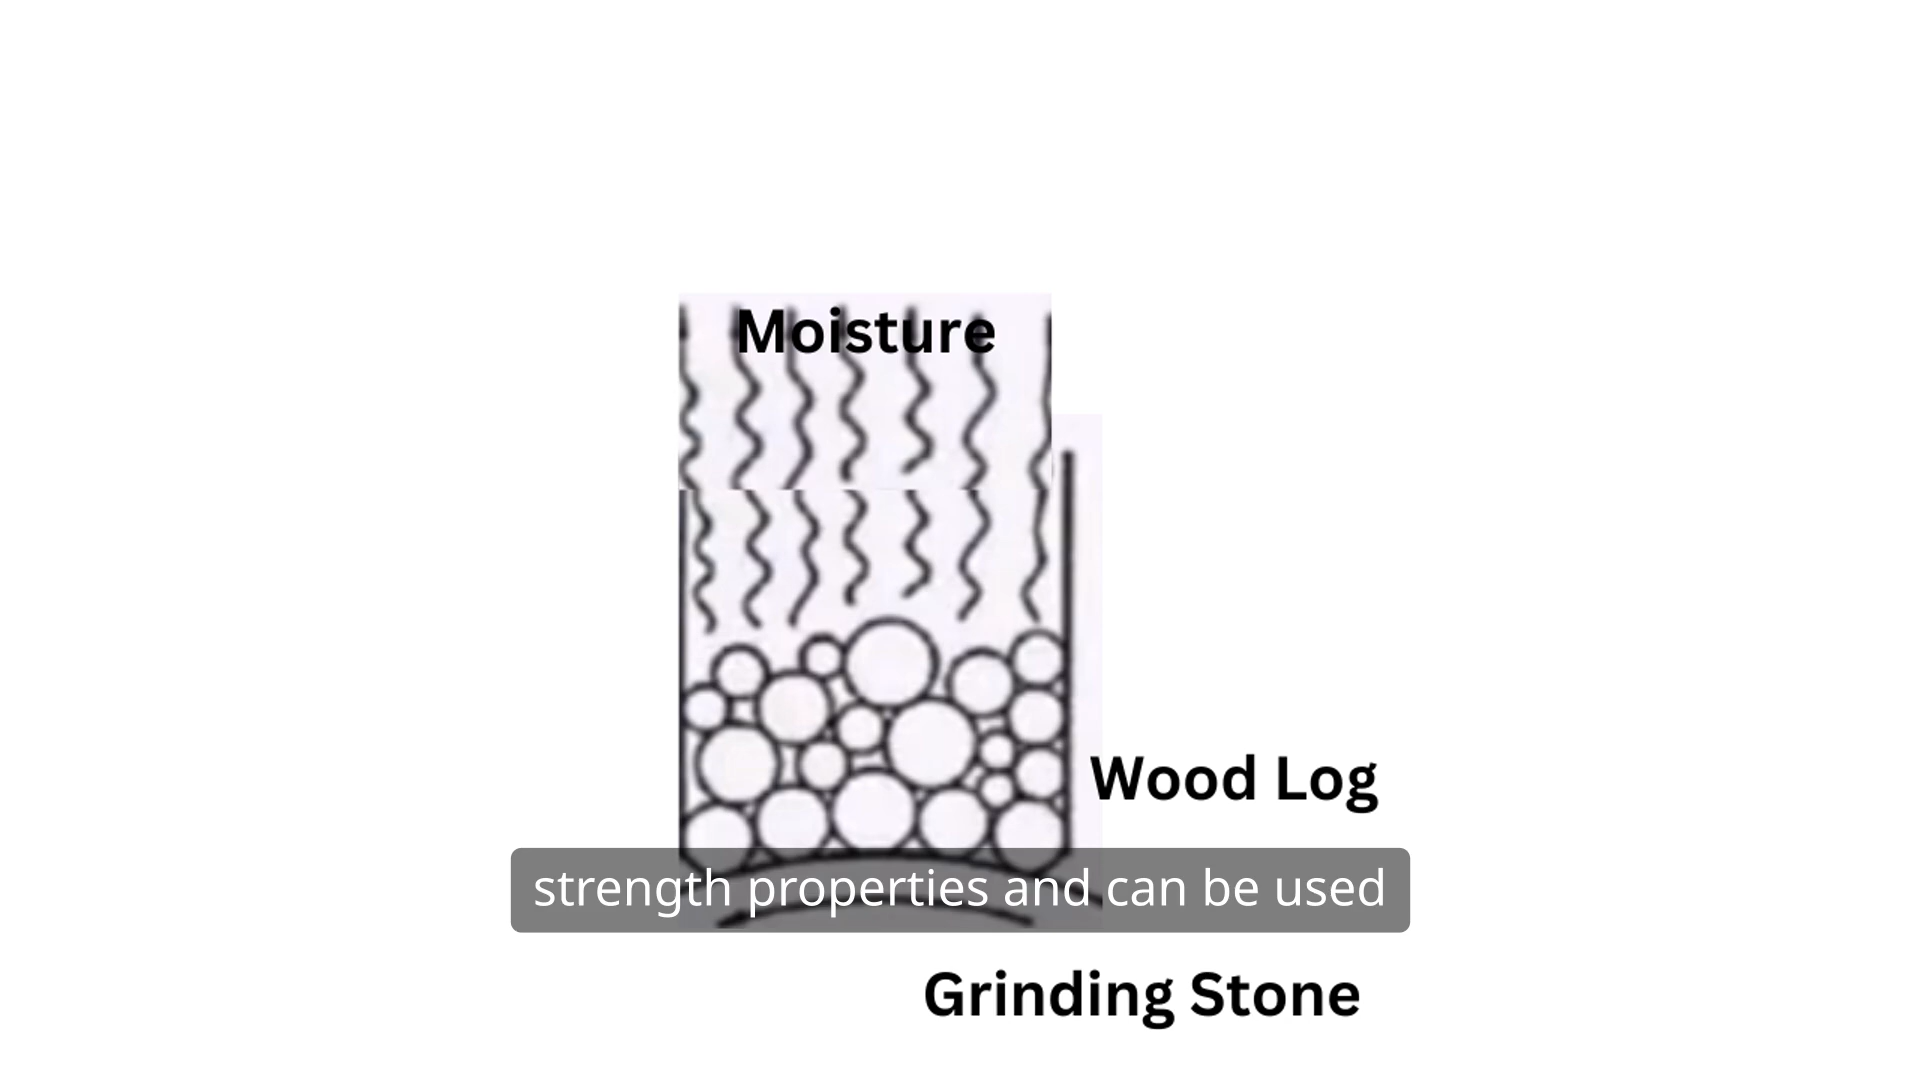 Moisture
Wood Log
strength properties and can be used
Grinding Stone